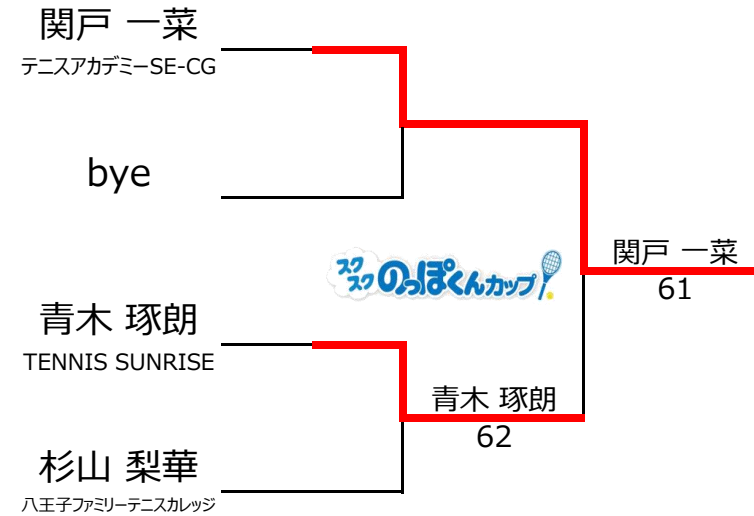 関戸 一菜
テニスアカデミーSE-CG
bye
スクスク のっぽくんカップ
関戸 一菜
61
青木 琢朗
TENNIS SUNRISE
青木 琢朗
62
杉山 梨華
八王子ファミリーテニスカレッジ